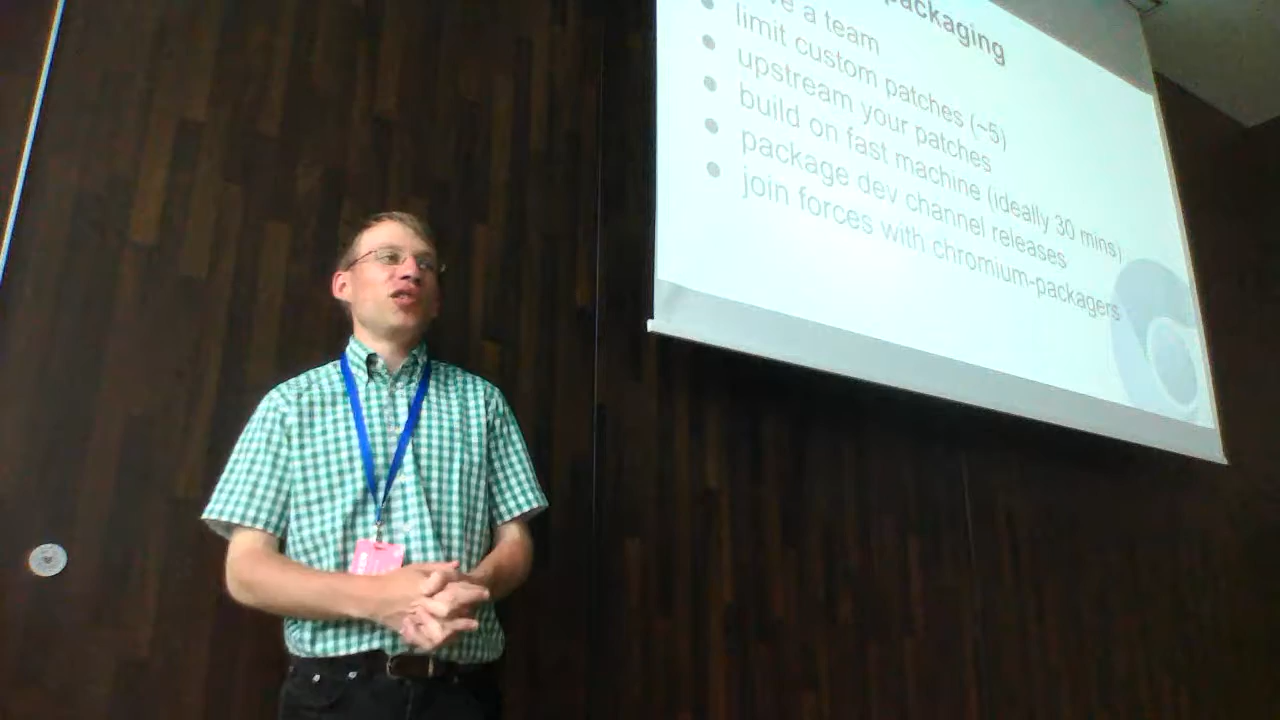 packaging
a team
limit custom patches (~5)
upstream your patches
build on fast machine (ideally 30 mins)
package dev channel releases
join forces with chromium-packagers